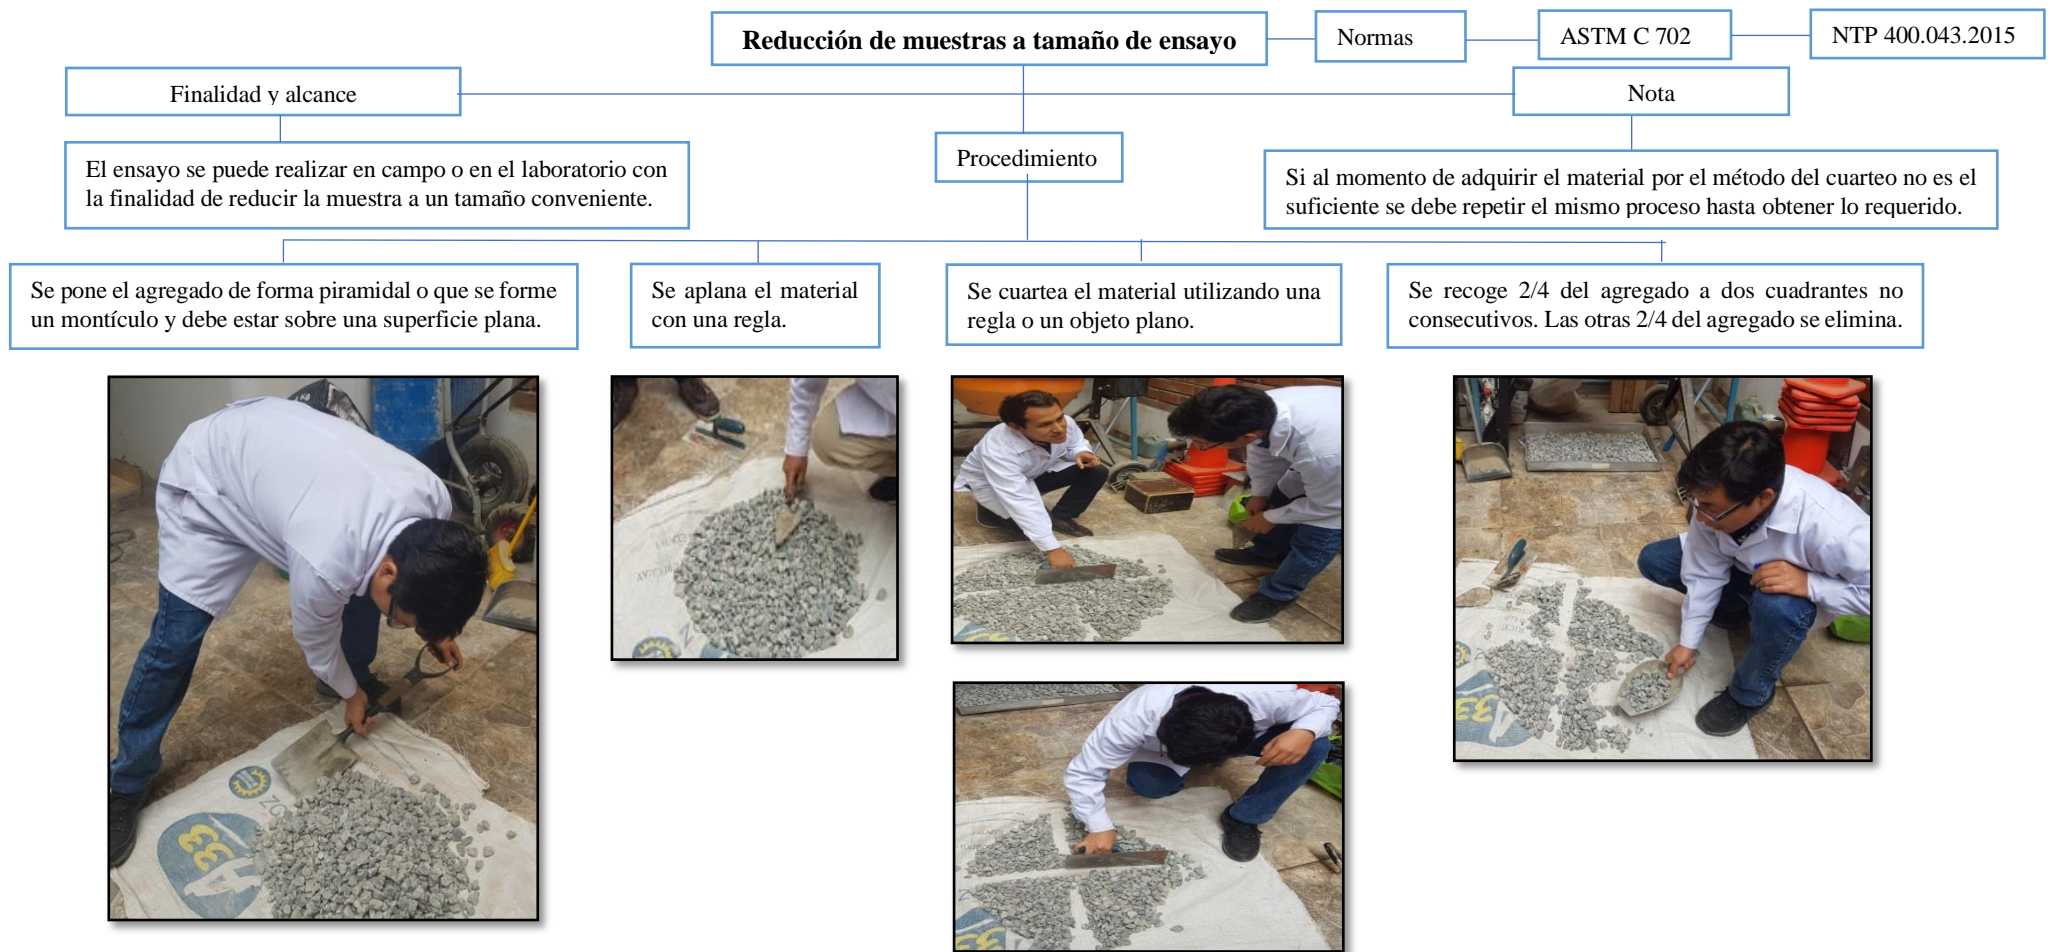 Reducción de muestras a tamaño de ensayo
Normas
ASTM C 702
NTP 400.043.2015
Finalidad y alcance
Nota
El ensayo se puede realizar en campo o en el laboratorio con
la finalidad de reducir la muestra a un tamaño conveniente.
Procedimiento
Si al momento de adquirir el material por el método del cuarteo no es el
suficiente se debe repetir el mismo proceso hasta obtener lo requerido.
Se pone el agregado de forma piramidal o que se forme
un montículo y debe estar sobre una superficie plana.
Se aplana el material
con una regla.
Se cuartea el material utilizando una
regla o un objeto plano.
Se recoge 2/4 del agregado a dos cuadrantes no
consecutivos. Las otras 2/4 del agregado se elimina.
Kg
33
33
33